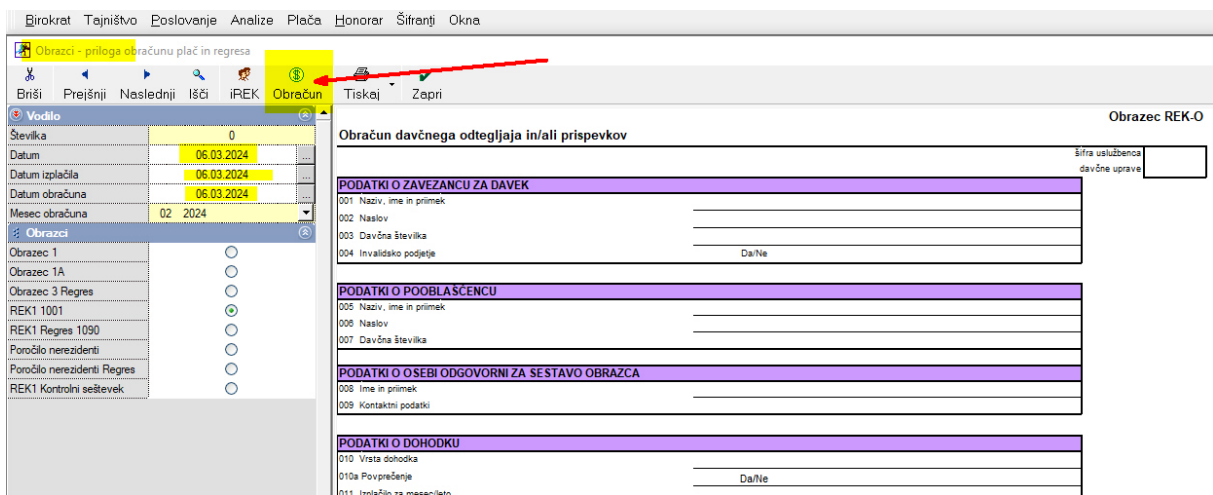 Birokrat Tajništvo Poslovanje Analize Plača Honorar Šifranti Okna
Obrazci - priloga obračunu plač in regresa
Briši Prejšnji Naslednji Išči iREK Obračun Tiskaj Zapri
Vodilo
Številka 0
Datum 06.03.2024 ...
Datum izplačila 06.03.2024 ...
Datum obračuna 06.03.2024 ...
Mesec obračuna 02 2024
Obrazci
Obrazec 1
Obrazec 1A
Obrazec 3 Regres
REK1 1001
REK1 Regres 1090
Poročilo nerezidenti
Poročilo nerezidenti Regres
REK1 Kontrolni seštevek
Obrazec REK-O
Obračun davčnega odtegljaja in/ali prispevkov
šifra uslužbenca
davčne uprave
PODATKI O ZAVEZANCU ZA DAVEK
001 Naziv, ime in priimek
002 Naslov
003 Davčna številka
004 Invalidsko podjetje Da/Ne
PODATKI O POOBLAŠČENCU
005 Naziv, ime in priimek
006 Naslov
007 Davčna številka
PODATKI O OSEBI ODGOVORNI ZA SESTAVO OBRAZCA
008 Ime in priimek
009 Kontaktni podatki
PODATKI O DOHODKU
010 Vrsta dohodka
010a Povprečenje Da/Ne
011 Izplačilo za mesec/leto